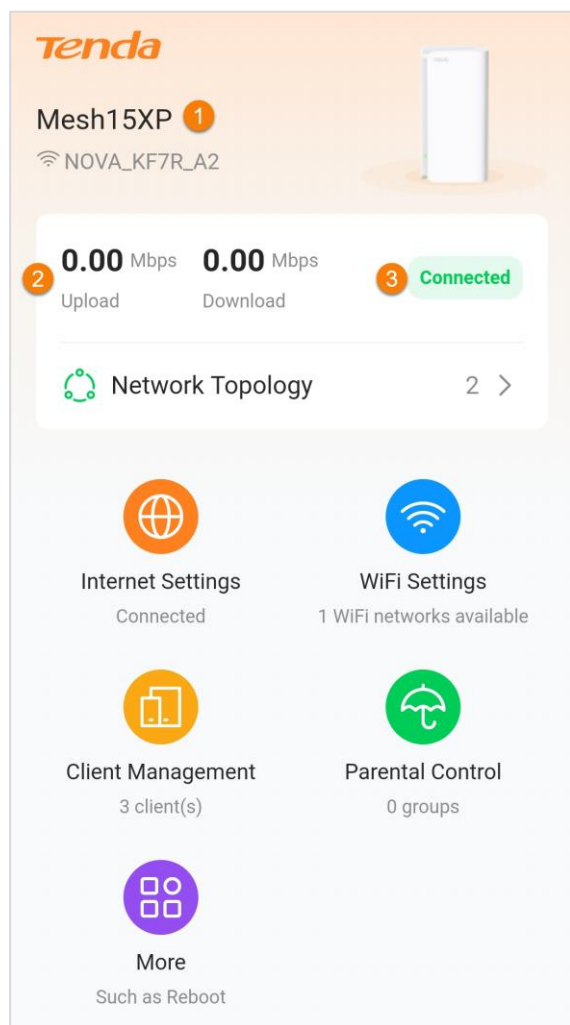 Tenda
Mesh15XP 1
NOVA_KF7R_A2
0.00 Mbps 0.00 Mbps
2 3 Connected
Upload Download
Network Topology 2
Internet Settings WiFi Settings
Connected 1 WiFi networks available
Client Management Parental Control
3 client(s) 0 groups
More
Such as Reboot